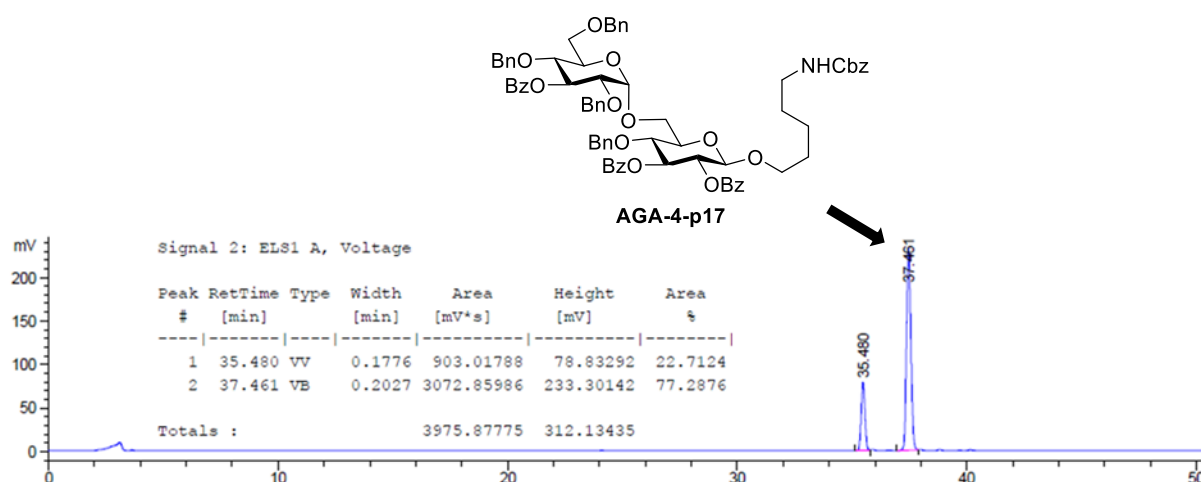 OBn
BnO
O
BzO
BnO
O
NHCbz
BnO
O
BzO
O
OBz
AGA-4-p17
mV
Signal 2: ELS1 A, Voltage
Peak RetTime Type Width Area Height Area
# [min] [min] [mV*s] [mV] %
----|-------|----|-------|----------|----------|--------|
1 35.480 VV 0.1776 903.01788 78.83292 22.7124
2 37.461 VB 0.2027 3072.85986 233.30142 77.2876
Totals : 3975.87775 312.13435
200
150
100
50
0
35.480
37.461
0 10 20 30 40 50